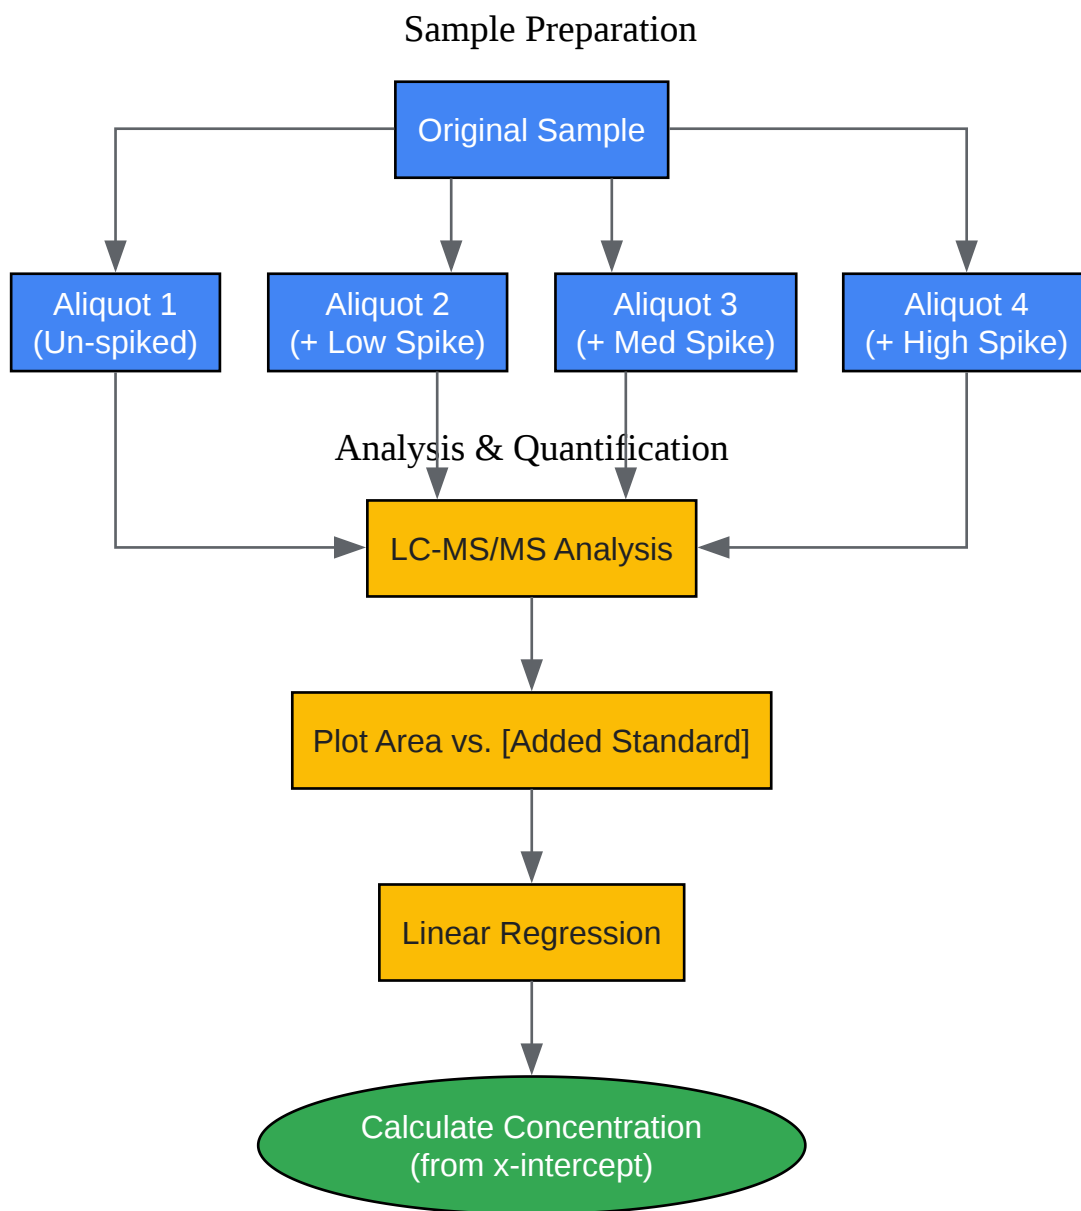 Sample Preparation
Original Sample
Aliquot 1
(Un-spiked)
Aliquot 2
(+ Low Spike)
Aliquot 3
(+ Med Spike)
Aliquot 4
(+ High Spike)
Analysis & Quantification
LC-MS/MS Analysis
Plot Area vs. [Added Standard]
Linear Regression
Calculate Concentration
(from x-intercept)